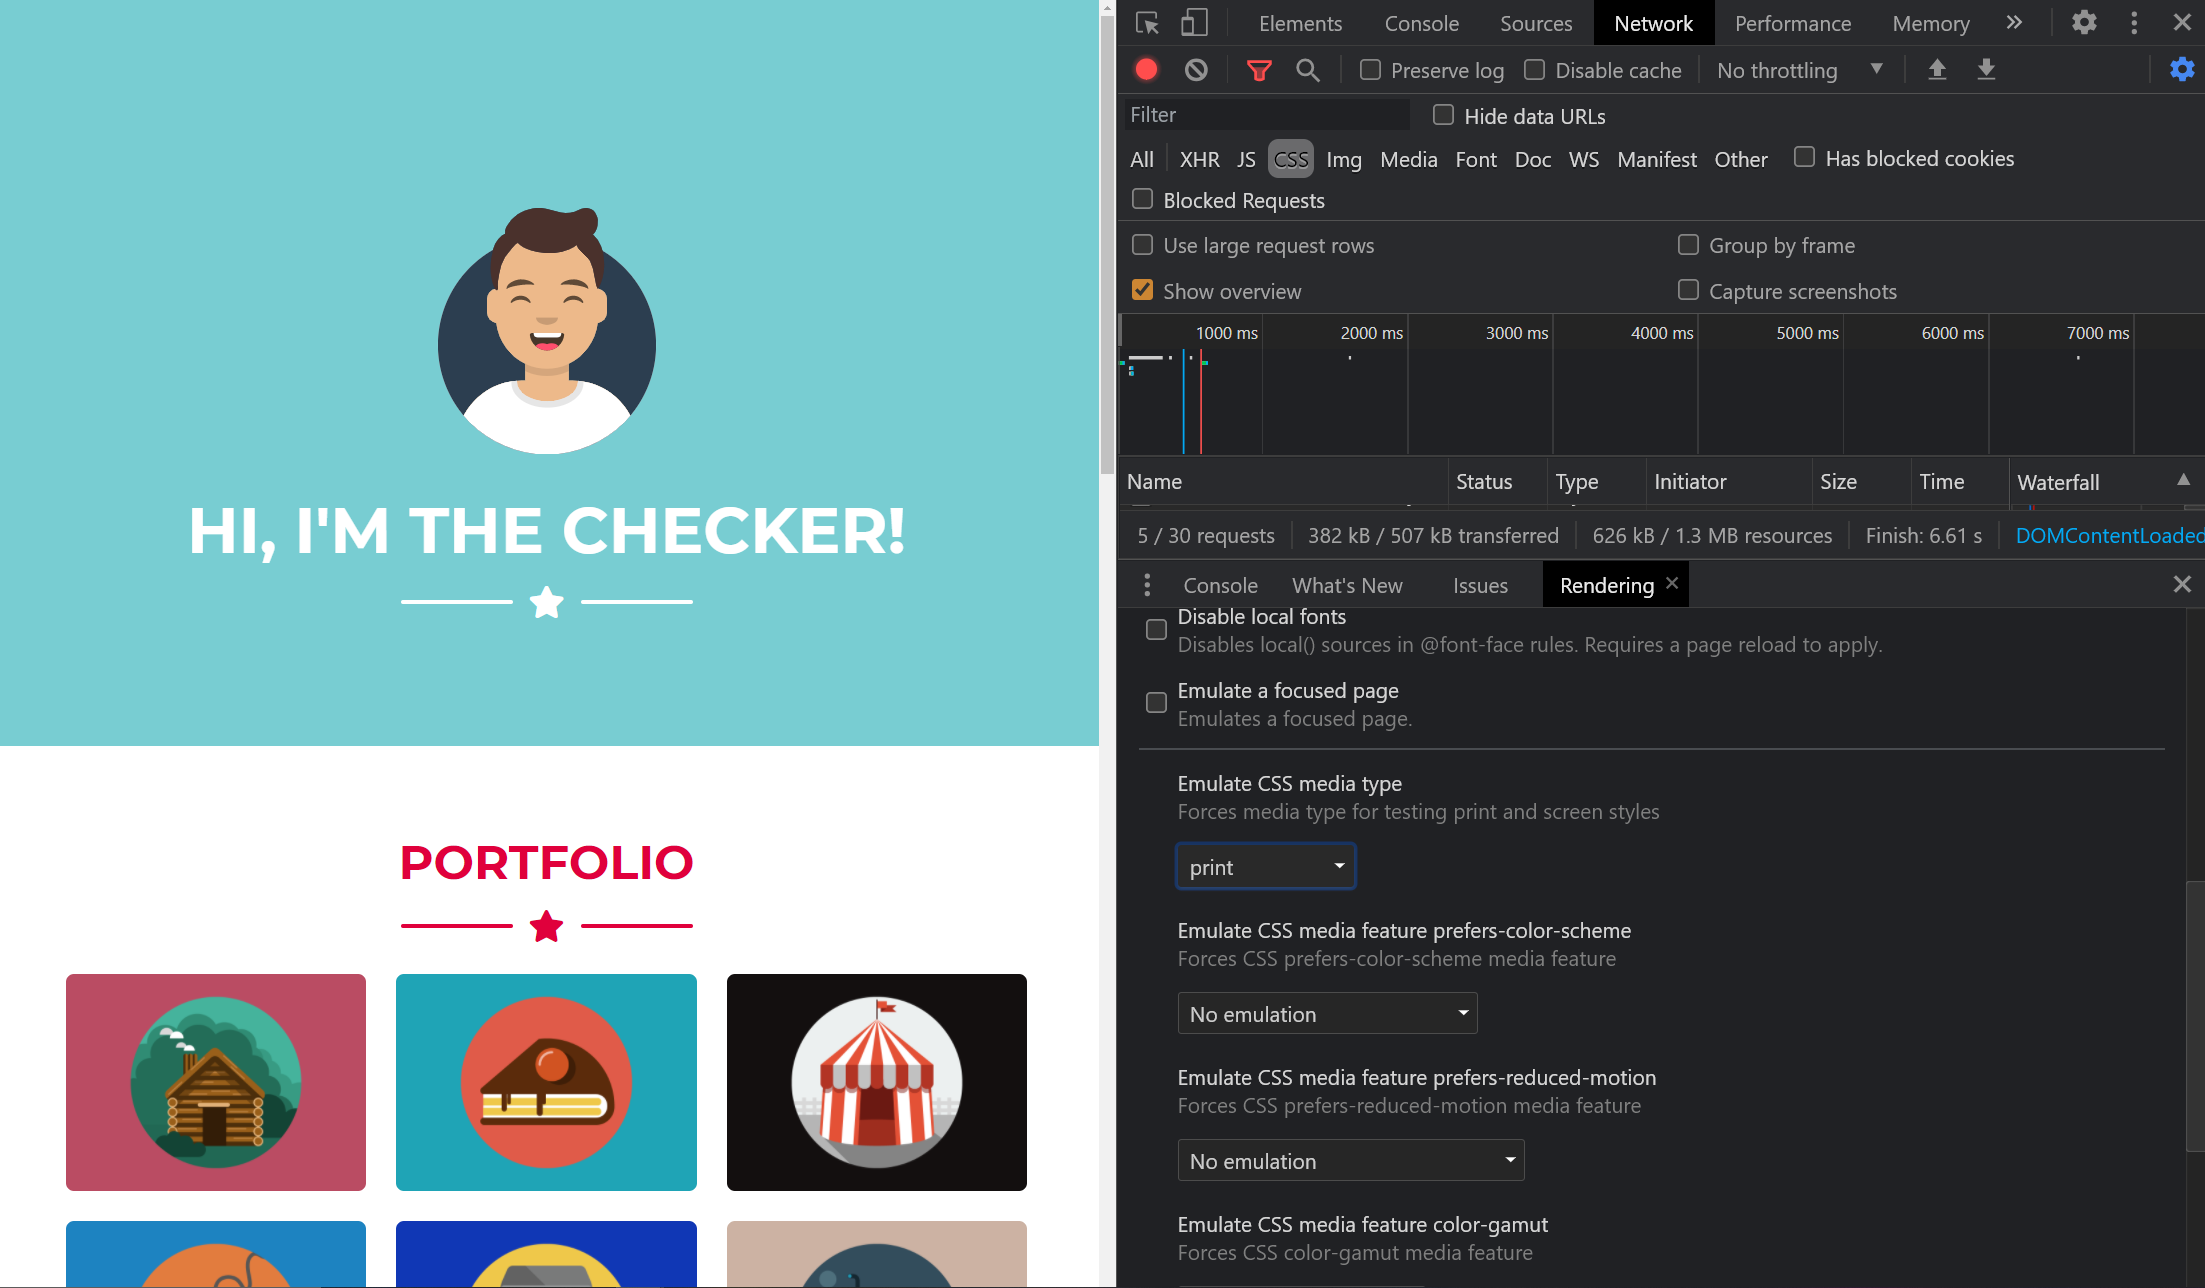 HI, I'M THE CHECKER!
PORTFOLIO
Elements Console Sources Network Performance Memory
Preserve log Disable cache No throttling
Filter Hide data URLs
All XHR JS CSS Img Media Font Doc WS Manifest Other Has blocked cookies
Blocked Requests
Use large request rows Group by frame
Show overview Capture screenshots
1000 ms 2000 ms 3000 ms 4000 ms 5000 ms 6000 ms 7000 ms
Name Status Type Initiator Size Time Waterfall
5 / 30 requests 382 kB / 507 kB transferred 626 kB / 1.3 MB resources Finish: 6.61 s DOMContentLoaded
Console What's New Issues Rendering
Disable local fonts
Disables local() sources in @font-face rules. Requires a page reload to apply.
Emulate a focused page
Emulates a focused page.
Emulate CSS media type
Forces media type for testing print and screen styles
print
Emulate CSS media feature prefers-color-scheme
Forces CSS prefers-color-scheme media feature
No emulation
Emulate CSS media feature prefers-reduced-motion
Forces CSS prefers-reduced-motion media feature
No emulation
Emulate CSS media feature color-gamut
Forces CSS color-gamut media feature